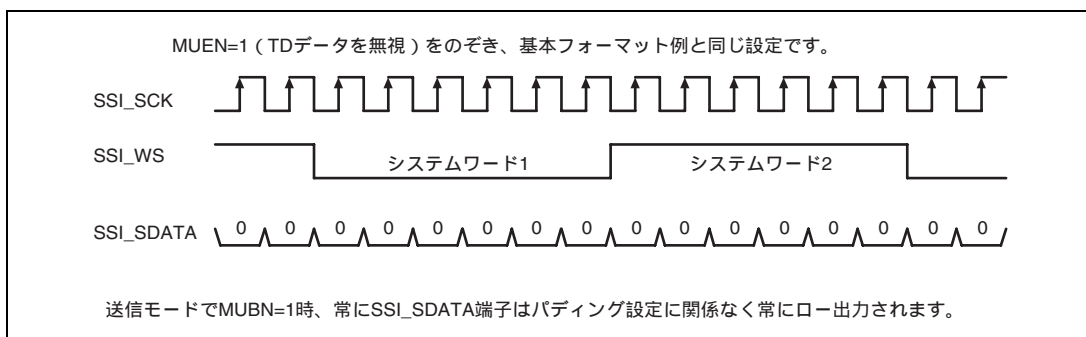 MUEN=1（TDデータを無視）をのぞき、基本フォーマット例と同じ設定です。
SSI_SCK
SSI_WS
システムワード1
システムワード2
SSI_SDATA
0 0 0 0 0 0 0 0 0 0 0 0 0 0 0 0
送信モードでMUBN=1時、常にSSI_SDATA端子はパディング設定に関係なく常にロー出力されます。